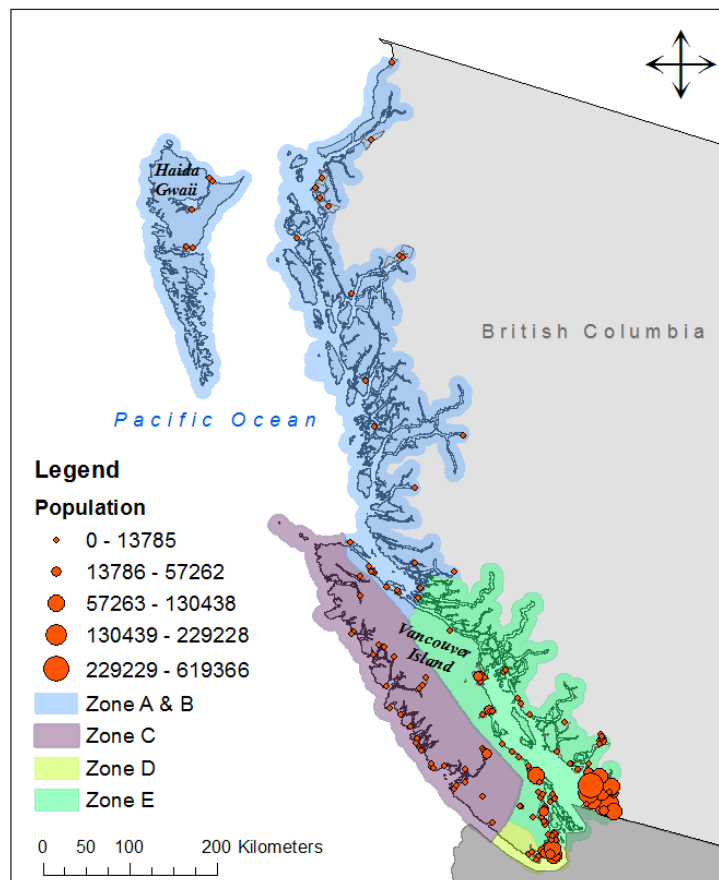 Haida
Gwaii
British Columbia
Pacific Ocean
Legend
Population
0 - 13785
13786 - 57262
57263 - 130438
130439 - 229228
229229 - 619366
Zone A & B
Zone C
Zone D
Zone E
Vancouver
Island
0 50 100 200 Kilometers